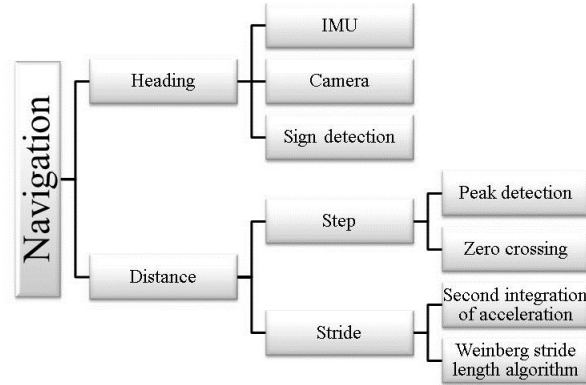 Navigation
Heading
IMU
Camera
Sign detection
Distance
Step
Peak detection
Zero crossing
Stride
Second integration
of acceleration
Weinberg stride
length algorithm